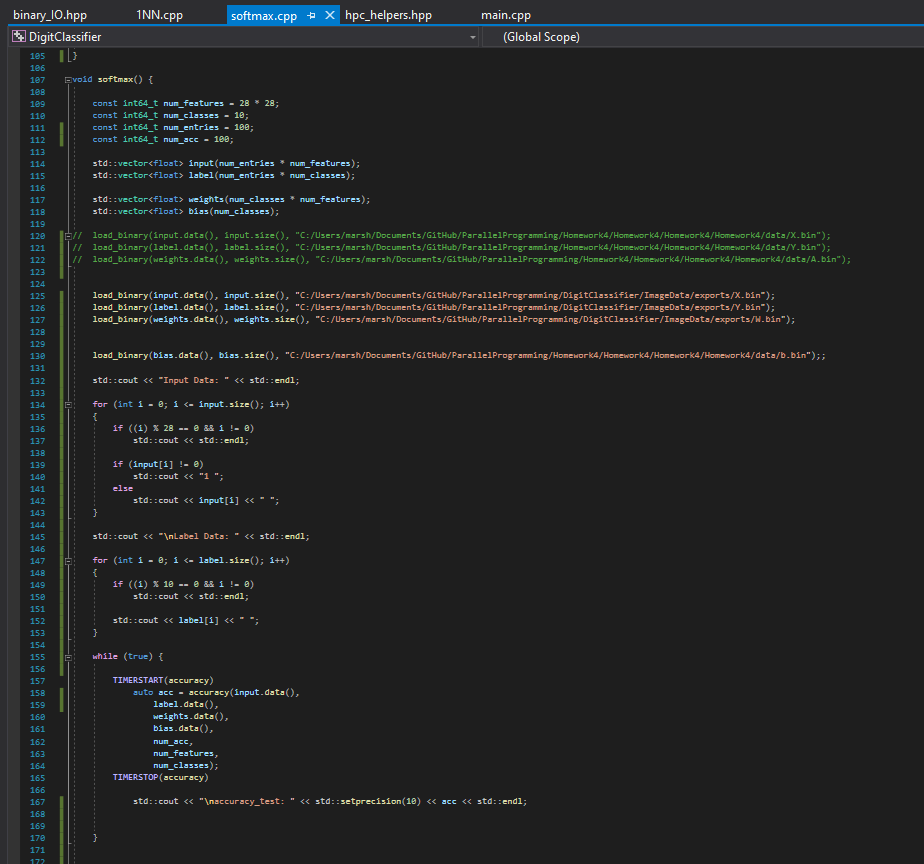 binary_IO.hpp 1NN.cpp softmax.cpp hpc_helpers.hpp main.cpp
DigitClassifier (Global Scope)
105 }
106
107 void softmax() {
108
109 const int64_t num_features = 28 * 28;
110 const int64_t num_classes = 10;
111 const int64_t num_entries = 100;
112 const int64_t num_acc = 100;
113
114 std::vector<float> input(num_entries * num_features);
115 std::vector<float> label(num_entries * num_classes);
116
117 std::vector<float> weights(num_classes * num_features);
118 std::vector<float> bias(num_classes);
119
120 // load_binary(input.data(), input.size(), "C:/Users/marsh/Documents/GitHub/ParallelProgramming/Homework4/Homework4/Homework4/Homework4/data/X.bin");
121 // load_binary(label.data(), label.size(), "C:/Users/marsh/Documents/GitHub/ParallelProgramming/Homework4/Homework4/Homework4/Homework4/data/Y.bin");
122 // load_binary(weights.data(), weights.size(), "C:/Users/marsh/Documents/GitHub/ParallelProgramming/Homework4/Homework4/Homework4/Homework4/data/A.bin");
123
124
125 load_binary(input.data(), input.size(), "C:/Users/marsh/Documents/GitHub/ParallelProgramming/DigitClassifier/ImageData/exports/X.bin");
126 load_binary(label.data(), label.size(), "C:/Users/marsh/Documents/GitHub/ParallelProgramming/DigitClassifier/ImageData/exports/Y.bin");
127 load_binary(weights.data(), weights.size(), "C:/Users/marsh/Documents/GitHub/ParallelProgramming/DigitClassifier/ImageData/exports/W.bin");
128
129
130 load_binary(bias.data(), bias.size(), "C:/Users/marsh/Documents/GitHub/ParallelProgramming/Homework4/Homework4/Homework4/Homework4/data/b.bin");;
131
132 std::cout << "Input Data: " << std::endl;
133
134 for (int i = 0; i <= input.size(); i++)
135 {
136 if ((i) % 28 == 0 && i != 0)
137 std::cout << std::endl;
138
139 if (input[i] != 0)
140 std::cout << "1 ";
141 else
142 std::cout << input[i] << " ";
143 }
144
145 std::cout << "\nLabel Data: " << std::endl;
146
147 for (int i = 0; i <= label.size(); i++)
148 {
149 if ((i) % 10 == 0 && i != 0)
150 std::cout << std::endl;
151
152 std::cout << label[i] << " ";
153 }
154
155 while (true) {
156
157 TIMERSTART(accuracy)
158 auto acc = accuracy(input.data(),
159 label.data(),
160 weights.data(),
161 bias.data(),
162 num_acc,
163 num_features,
164 num_classes);
165 TIMERSTOP(accuracy)
166
167 std::cout << "\naccuracy_test: " << std::setprecision(10) << acc << std::endl;
168
169
170 }
171
172